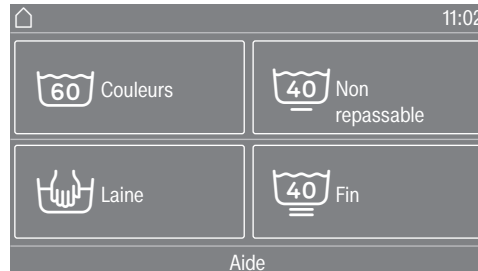 11:02
60 Couleurs
40 Non
repassable
Laine
40 Fin
Aide